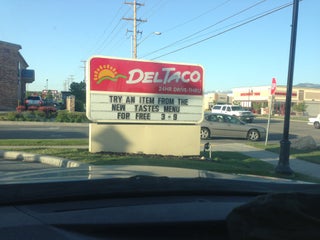 DEL TACO
24HR DRIVE-THRU
TRY AN ITEM FROM THE
NEW TASTES MENU
FOR FREE 3-9